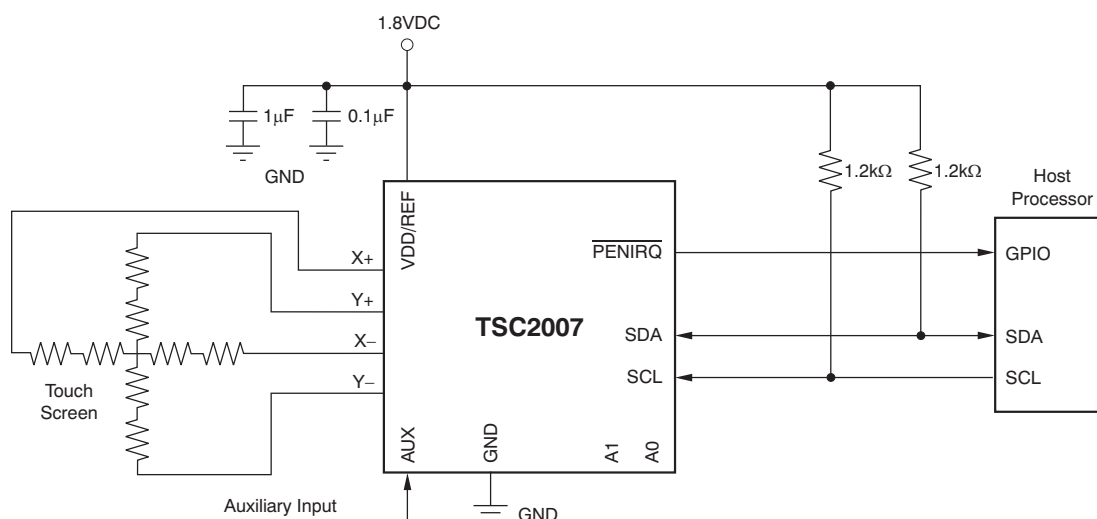 1.8VDC
1μF
0.1μF
GND
1.2kΩ
1.2kΩ
Host
Processor
VDD/REF
PENIRQ
GPIO
X+
Y+
TSC2007
X−
SDA
SDA
Y−
SCL
SCL
Touch
Screen
AUX
GND
A1
A0
Auxiliary Input
GND